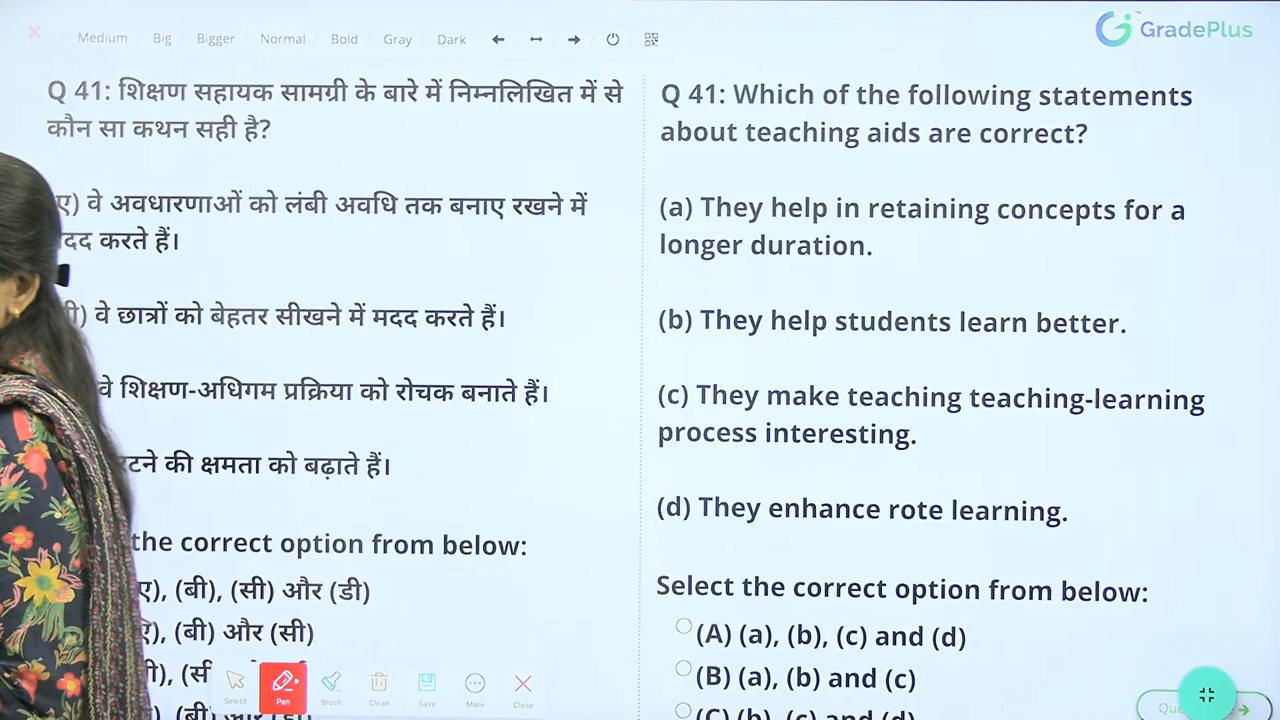 Medium Big Bigger Normal Bold Gray Dark
GradePlus
Q 41: शिक्षण सहायक सामग्री के बारे में निम्नलिखित में से
कौन सा कथन सही है?
ए) वे अवधारणाओं को लंबी अवधि तक बनाए रखने में
दद करते हैं।
) वे छात्रों को बेहतर सीखने में मदद करते हैं।
वे शिक्षण-अधिगम प्रक्रिया को रोचक बनाते हैं।
रटने की क्षमता को बढ़ाते हैं।
the correct option from below:
ए), (बी), (सी) और (डी)
ए), (बी) और (सी)
Q 41: Which of the following statements
about teaching aids are correct?
(a) They help in retaining concepts for a
longer duration.
(b) They help students learn better.
(c) They make teaching teaching-learning
process interesting.
(d) They enhance rote learning.
Select the correct option from below:
(A) (a), (b), (c) and (d)
(B) (a), (b) and (c)
(C) (b), (c) and (d)
Select Pen Brush Clean Save More Close